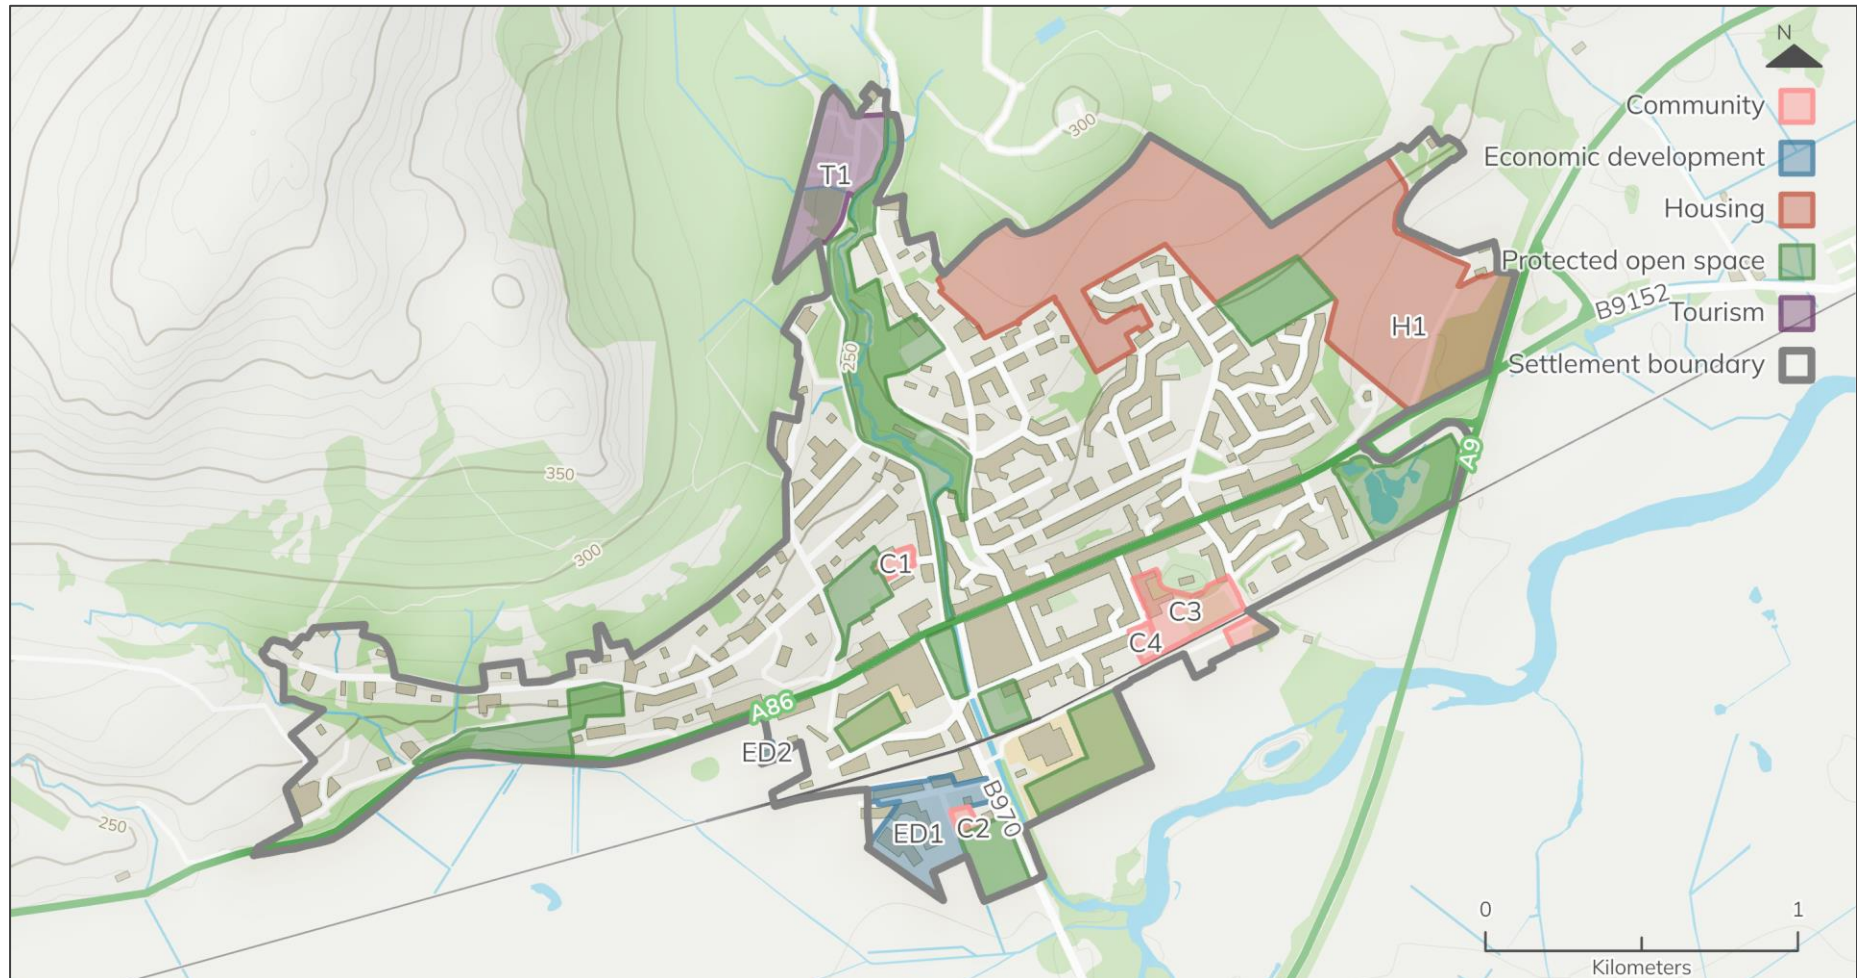 N
Community
Economic development
Housing
Protected open space
Tourism
Settlement boundary
300
T1
B9152
H1
250
A9
350
300
C1
C3
C4
A86
ED2
B970
C2
ED1
250
0 1
Kilometers